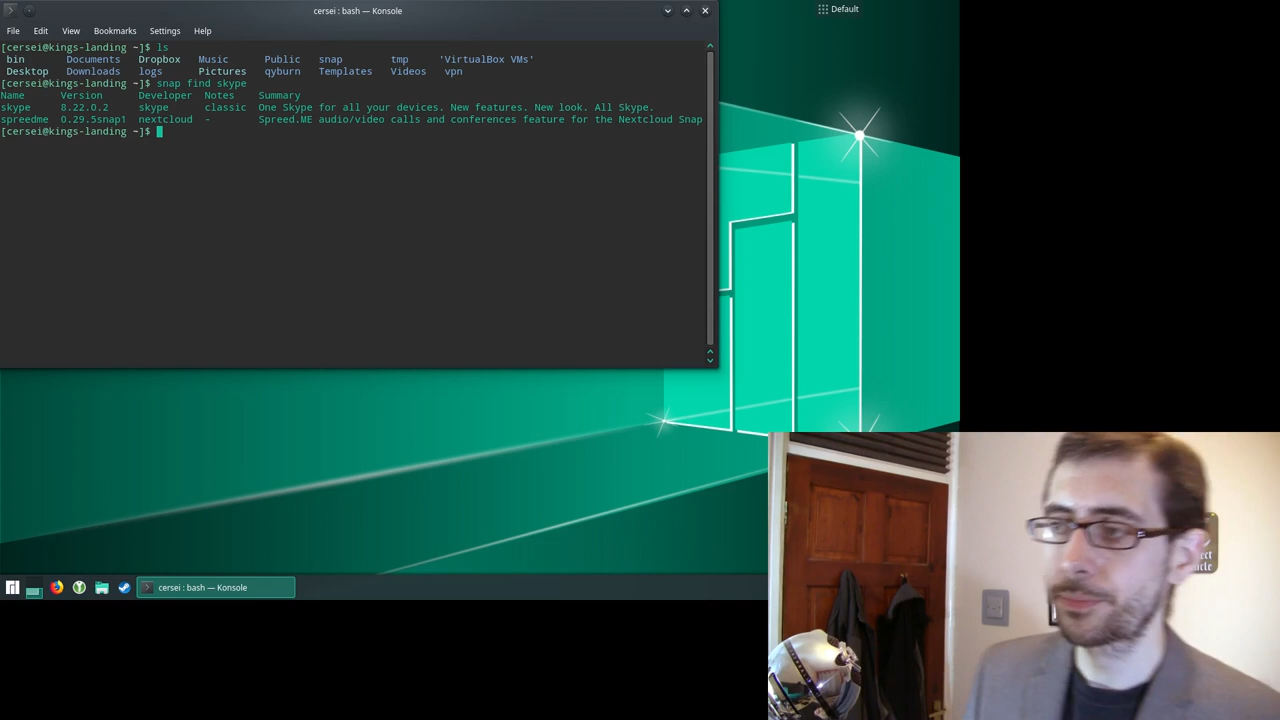 cersei : bash — Konsole
Default
File Edit View Bookmarks Settings Help
[cersei@kings-landing ~]$ ls
bin Documents Dropbox Music Public snap tmp 'VirtualBox VMs'
Desktop Downloads logs Pictures qyburn Templates Videos vpn
[cersei@kings-landing ~]$ snap find skype
Name Version Developer Notes Summary
skype 8.22.0.2 skype classic One Skype for all your devices. New features. New look. All Skype.
spreedme 0.29.5snap1 nextcloud - Spreed.ME audio/video calls and conferences feature for the Nextcloud Snap
[cersei@kings-landing ~]$
cersei : bash — Konsole